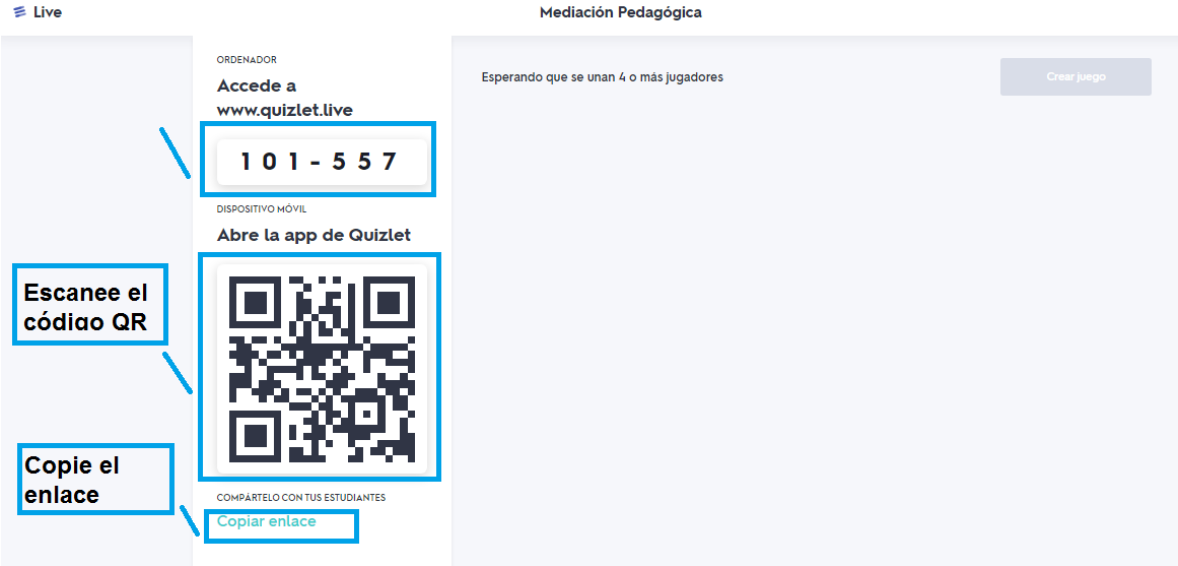 Live
Mediación Pedagógica
ORDENADOR
Accede a
www.quizlet.live
101-557
DISPOSITIVO MÓVIL
Abre la app de Quizlet
COMPÁRTELO CON TUS ESTUDIANTES
Copiar enlace
Escanee el
código QR
Copie el
enlace
Esperando que se unan 4 o más jugadores
Crear juego